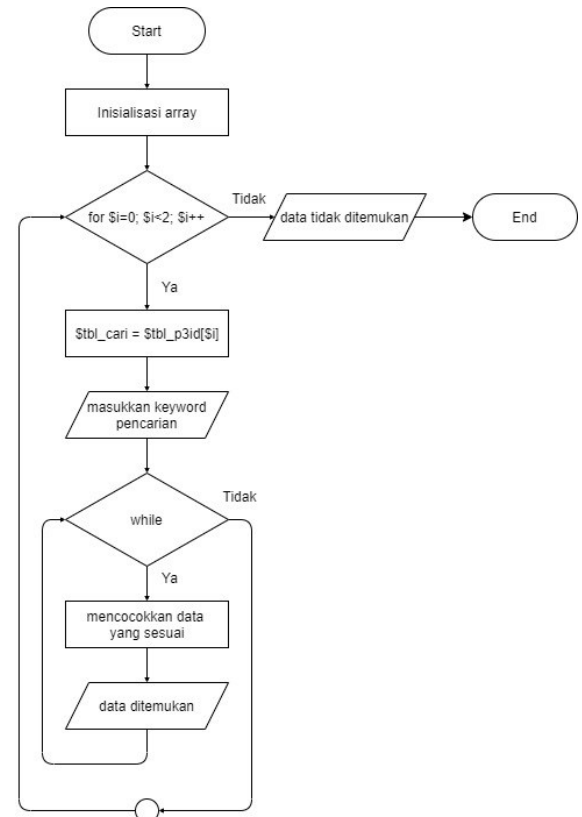 Start
Inisialisasi array
for $i=0; $i<2; $i++
Tidak
data tidak ditemukan
End
Ya
$tbl_cari = $tbl_p3id[$i]
masukkan keyword
pencarian
while
Tidak
Ya
mencocokkan data
yang sesuai
data ditemukan